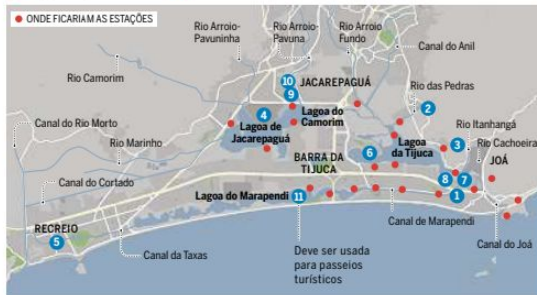 ONDE FICARIAM AS ESTAÇÕES
Rio Arroio-
Pavuninha
Rio Arroio-
Pavuna
Rio Arroio
Fundo
Canal do Anil
Rio Camorim
10
JACAREPAGUÁ
9
Rio das Pedras
2
Canal do Rio Morto
4
Lagoa do
Camorim
Lagoa de
Jacarepaguá
Rio Itanhangá
Rio Marinho
3
Rio Cachoeira
Lagoa
da Tijuca
JOÁ
BARRA DA
TIJUCA
6
Canal do Cortado
8
7
Lagoa do Marapendi
11
1
RECREIO
5
Canal da Taxas
Canal de Marapendi
Canal do Joá
Deve ser usada
para passeios
turísticos